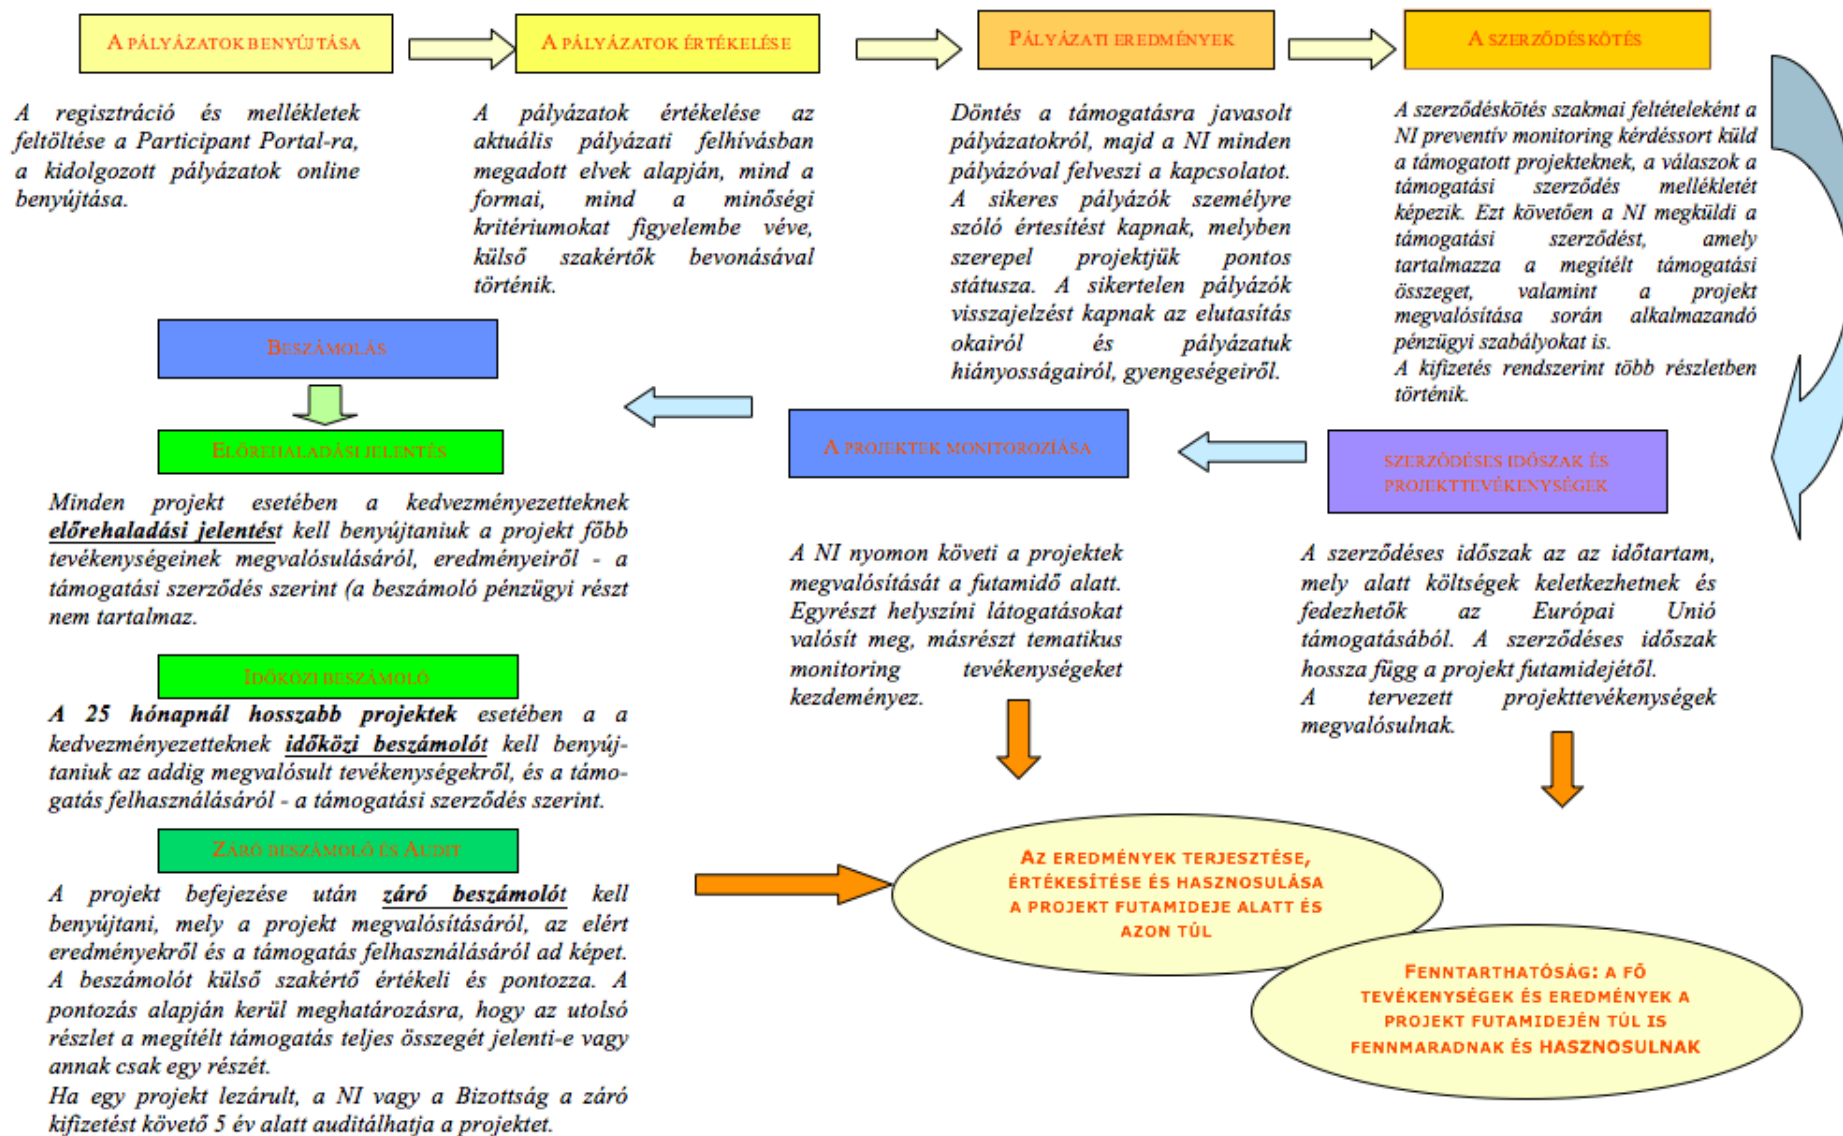 A PÁLYÁZATOK BENYÚJTÁSA
A regisztráció és mellékletek
feltöltése a Participant Portal-ra,
a kidolgozott pályázatok online
benyújtása.
A PÁLYÁZATOK ÉRTÉKELÉSE
A pályázatok értékelése az
aktuális pályázati felhívásban
megadott elvek alapján, mind a
formai, mind a minőségi
kritériumokat figyelembe véve,
külső szakértők bevonásával
történik.
PÁLYÁZATI EREDMÉNYEK
Döntés a támogatásra javasolt
pályázatokról, majd a NI minden
pályázóval felveszi a kapcsolatot.
A sikeres pályázók személyre
szóló értesítést kapnak, melyben
szerepel projektjük pontos
státusza. A sikertelen pályázók
visszajelzést kapnak az elutasítás
okairól és pályázatuk
hiányosságairól, gyengeségeiről.
A SZERZŐDÉSKÖTÉS
A szerződéskötés szakmai feltételeként a
NI preventív monitoring kérdéssort küld
a támogatott projekteknek, a válaszok a
támogatási szerződés mellékletét
képezik. Ezt követően a NI megküldi a
támogatási szerződést, amely
tartalmazza a megítélt támogatási
összeget, valamint a projekt
megvalósítása során alkalmazandó
pénzügyi szabályokat is.
A kifizetés rendszerint több részletben
történik.
SZERZŐDÉSES IDŐSZAK ÉS
PROJEKTTEVÉKENYSÉGEK
A szerződéses időszak az az időtartam,
mely alatt költségek keletkezhetnek és
fedezhetők az Európai Unió
támogatásából. A szerződéses időszak
hossza függ a projekt futamidejétől.
A tervezett projekttevékenységek
megvalósulnak.
A PROJEKTEK MONITOROZÍÁSA
A NI nyomon követi a projektek
megvalósítását a futamidő alatt.
Egyrészt helyszíni látogatásokat
valósít meg, másrészt tematikus
monitoring tevékenységeket
kezdeményez.
BESZÁMOLÁS
ELŐREHALADÁSI JELENTÉS
Minden projekt esetében a kedvezményezetteknek
előrehaladási jelentést kell benyújtaniuk a projekt főbb
tevékenységeinek megvalósulásáról, eredményeiről - a
támogatási szerződés szerint (a beszámoló pénzügyi részt
nem tartalmaz.
IDŐKÖZI BESZÁMOLÓ
A 25 hónapnál hosszabb projektek esetében a a
kedvezményezetteknek időközi beszámolót kell benyúj-
taniuk az addig megvalósult tevékenységekről, és a támo-
gatás felhasználásáról - a támogatási szerződés szerint.
ZÁRÓ BESZÁMOLÓ ÉS AUDIT
A projekt befejezése után záró beszámolót kell
benyújtani, mely a projekt megvalósításáról, az elért
eredményekről és a támogatás felhasználásáról ad képet.
A beszámolót külső szakértő értékeli és pontozza. A
pontozás alapján kerül meghatározásra, hogy az utolsó
részlet a megítélt támogatás teljes összegét jelenti-e vagy
annak csak egy részét.
Ha egy projekt lezárult, a NI vagy a Bizottság a záró
kifizetést követő 5 év alatt auditálhatja a projektet.
AZ EREDMÉNYEK TERJESZTÉSE,
ÉRTÉKESÍTÉSE ÉS HASZNOSULÁSA
A PROJEKT FUTAMIDEJE ALATT ÉS
AZON TÚL
FENNTARTHATÓSÁG: A FŐ
TEVÉKENYSÉGEK ÉS EREDMÉNYEK A
PROJEKT FUTAMIDEJÉN TÚL IS
FENNMARADNAK ÉS HASZNOSULNAK